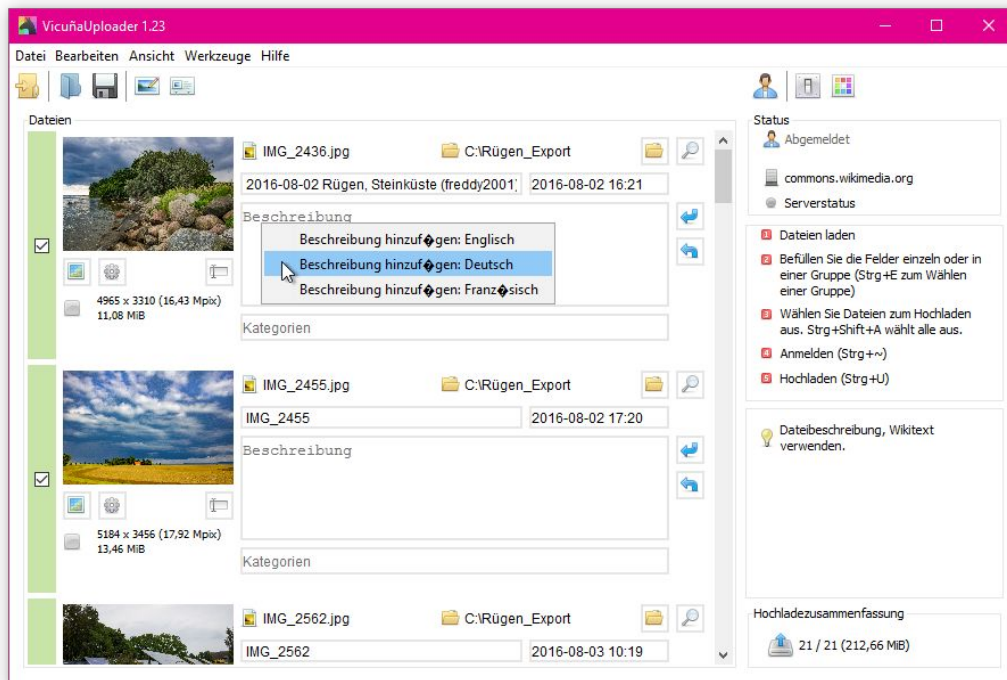 VicuñaUploader 1.23
Datei Bearbeiten Ansicht Werkzeuge Hilfe
Dateien
IMG_2436.jpg
C:\Rügen_Export
2016-08-02 Rügen, Steinküste (freddy2001)
2016-08-02 16:21
Beschreibung
Beschreibung hinzuf�gen: Englisch
Beschreibung hinzuf�gen: Deutsch
Beschreibung hinzuf�gen: Franz�sisch
4965 x 3310 (16,43 Mpix)
11,08 MiB
Kategorien
IMG_2455.jpg
C:\Rügen_Export
IMG_2455
2016-08-02 17:20
Beschreibung
5184 x 3456 (17,92 Mpix)
13,46 MiB
Kategorien
IMG_2562.jpg
C:\Rügen_Export
IMG_2562
2016-08-03 10:19
Status
Abgemeldet
commons.wikimedia.org
Serverstatus
1 Dateien laden
2 Befüllen Sie die Felder einzeln oder in
einer Gruppe (Strg+E zum Wählen
einer Gruppe)
3 Wählen Sie Dateien zum Hochladen
aus. Strg+Shift+A wählt alle aus.
4 Anmelden (Strg+~)
5 Hochladen (Strg+U)
Dateibeschreibung, Wikitext
verwenden.
Hochladezusammenfassung
21 / 21 (212,66 MiB)